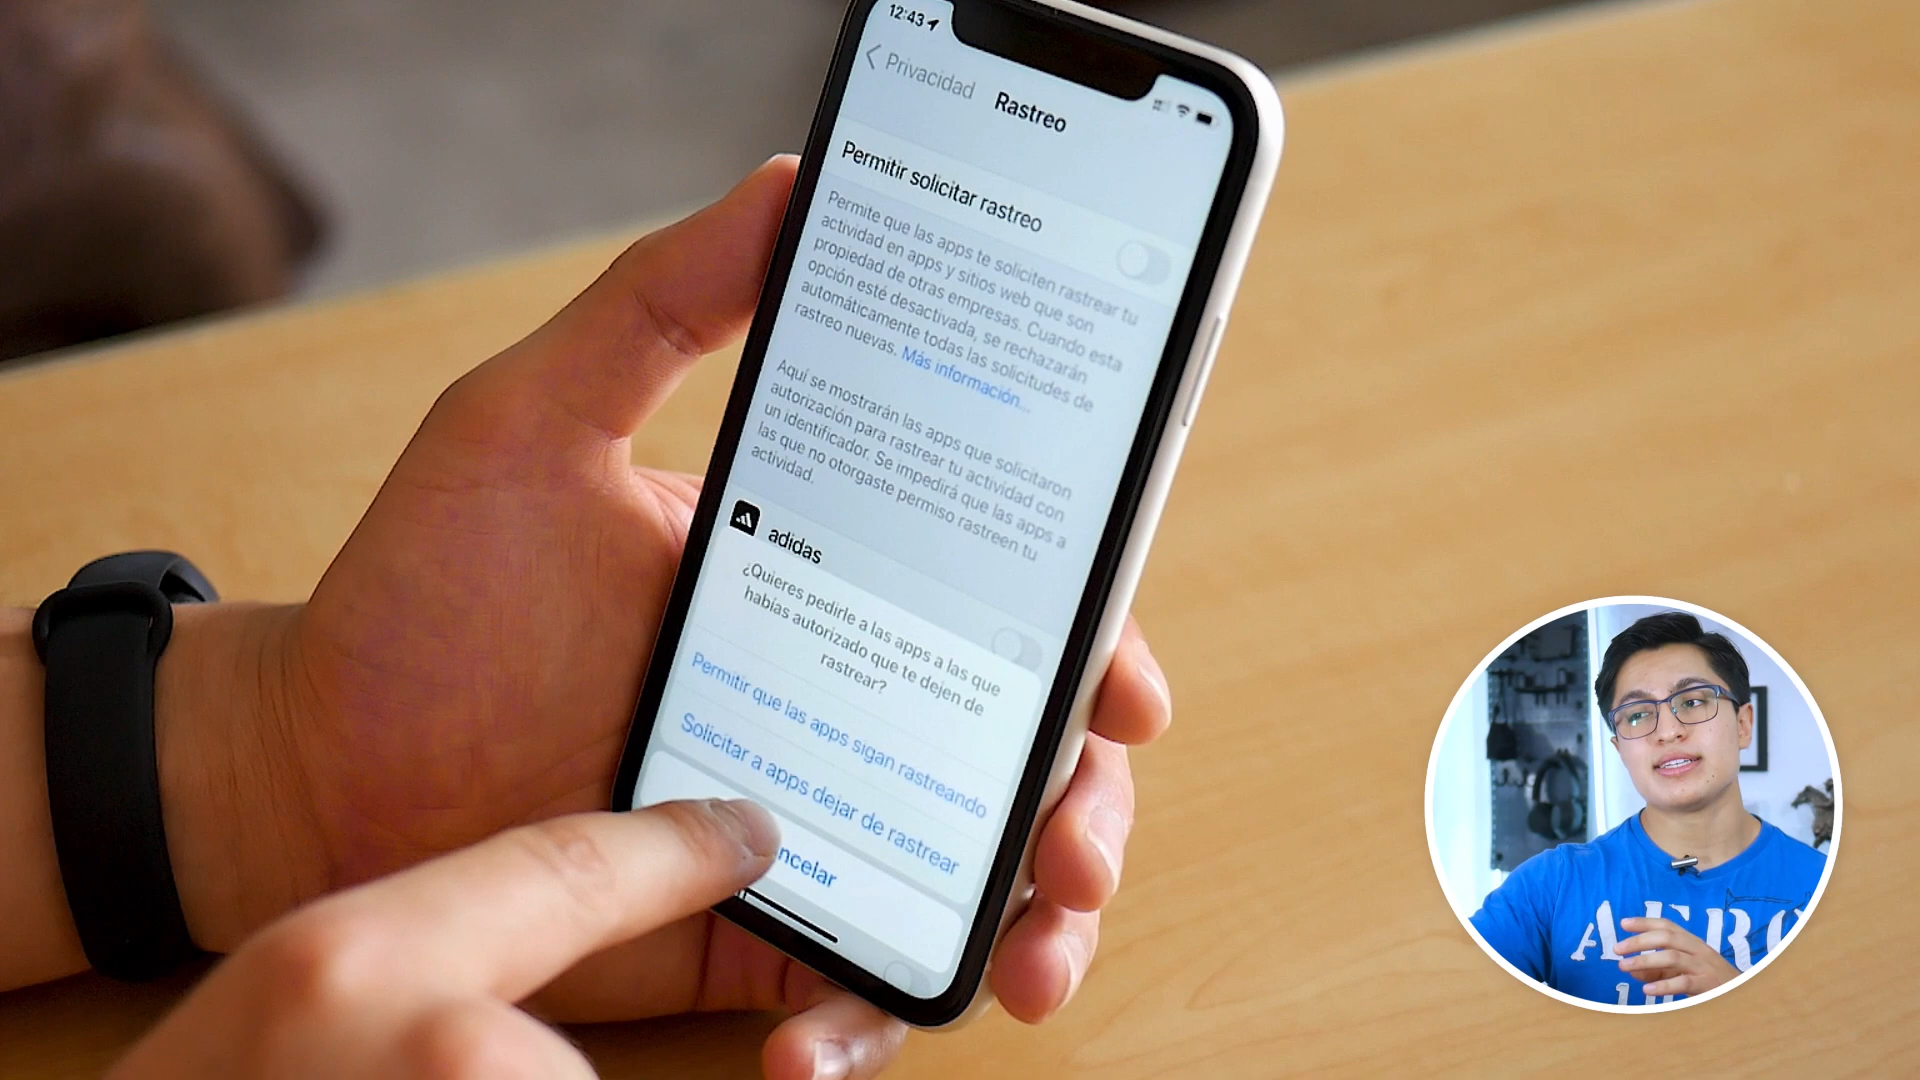 12:43
Privacidad
Rastreo
Permitir solicitar rastreo
Permite que las apps te soliciten rastrear tu
actividad en apps y sitios web que son
propiedad de otras empresas. Cuando esta
opción esté desactivada, se rechazarán
automáticamente todas las solicitudes de
rastreo nuevas. Más información...
Aquí se mostrarán las apps que solicitaron
autorización para rastrear tu actividad con
un identificador. Se impedirá que las apps a
las que no otorgaste permiso rastreen tu
actividad.
adidas
¿Quieres pedirle a las apps a las que
habías autorizado que te dejen de
rastrear?
Permitir que las apps sigan rastreando
Solicitar a apps dejar de rastrear
ncelar
AERO